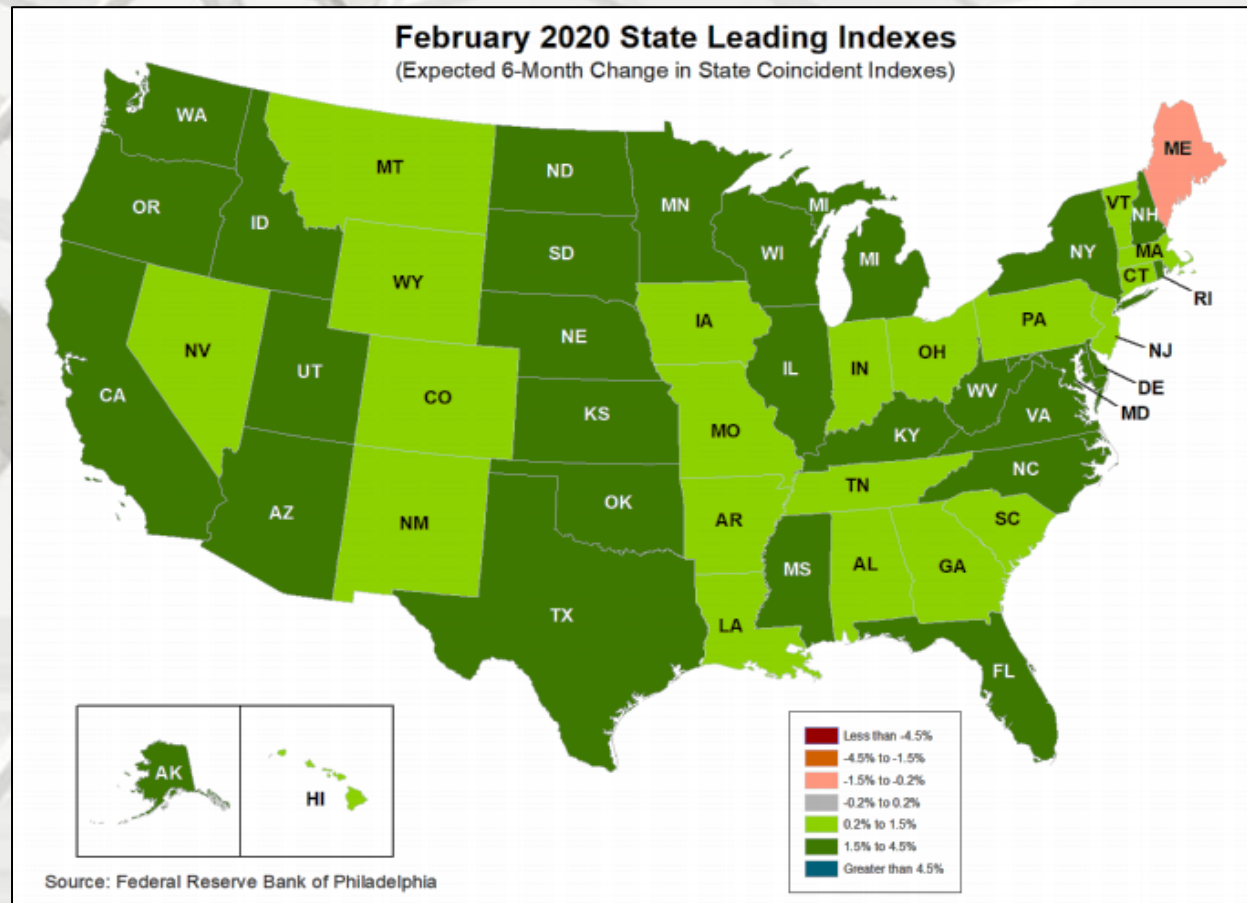 February 2020 State Leading Indexes
(Expected 6-Month Change in State Coincident Indexes)
WA
MT
ND
MN
MI
ME
VT
NH
OR
ID
SD
WI
MI
NY
MA
CT
RI
WY
IA
PA
NJ
NV
UT
CO
NE
IL
IN
OH
WV
VA
DE
MD
CA
KS
MO
KY
NC
AZ
NM
OK
AR
TN
SC
MS
AL
GA
TX
LA
FL
AK
HI
Less than -4.5%
-4.5% to -1.5%
-1.5% to -0.2%
-0.2% to 0.2%
0.2% to 1.5%
1.5% to 4.5%
Greater than 4.5%
Source: Federal Reserve Bank of Philadelphia